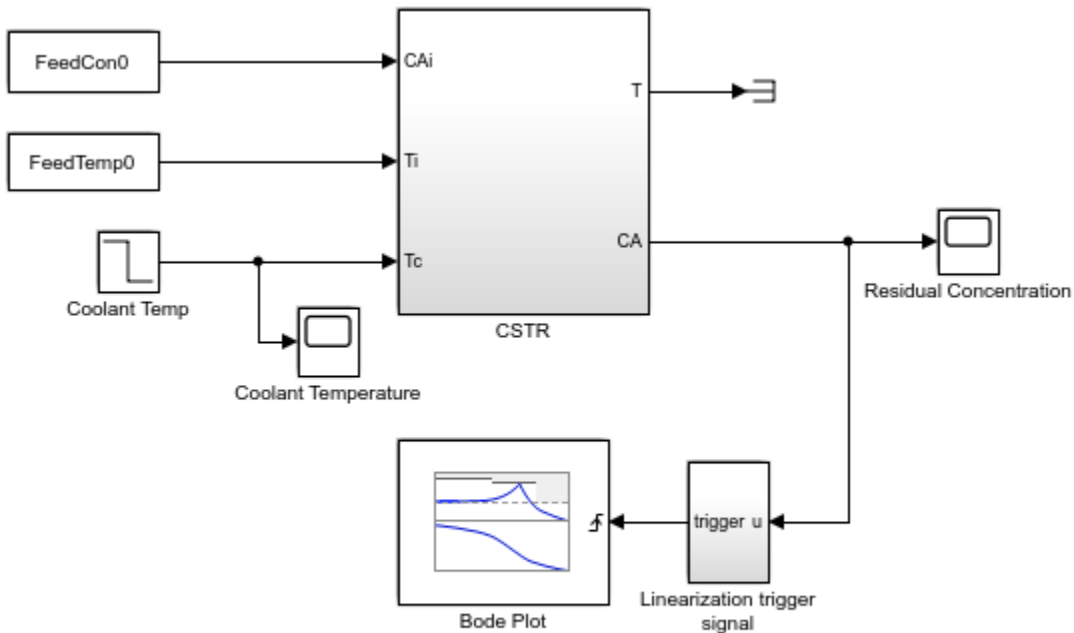 FeedCon0
CAi
T
FeedTemp0
Ti
Coolant Temp
Tc
CA
Residual Concentration
CSTR
Coolant Temperature
trigger u
Bode Plot
Linearization trigger
signal